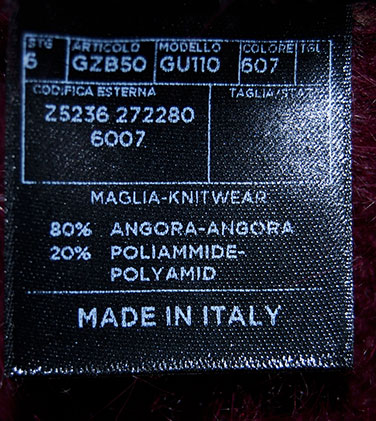 STG ARTICOLO MODELLO COLORE TGL
6 GZB50 GU110 607
CODIFICA ESTERNA TAGLIA/STAT
Z5236 272280
6007
MAGLIA-KNITWEAR
80% ANGORA-ANGORA
20% POLIAMMIDE-
POLYAMID
MADE IN ITALY